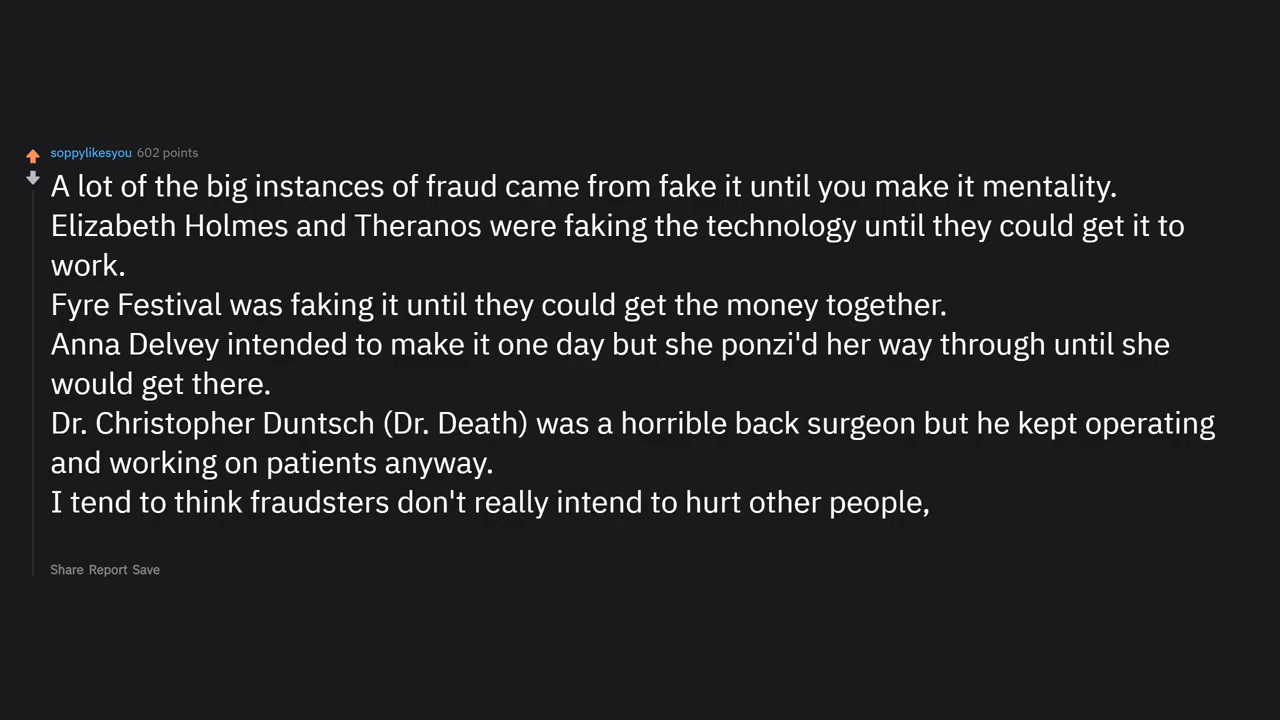 soppylikesyou 602 points
A lot of the big instances of fraud came from fake it until you make it mentality.
Elizabeth Holmes and Theranos were faking the technology until they could get it to
work.
Fyre Festival was faking it until they could get the money together.
Anna Delvey intended to make it one day but she ponzi'd her way through until she
would get there.
Dr. Christopher Duntsch (Dr. Death) was a horrible back surgeon but he kept operating
and working on patients anyway.
I tend to think fraudsters don't really intend to hurt other people,
Share Report Save